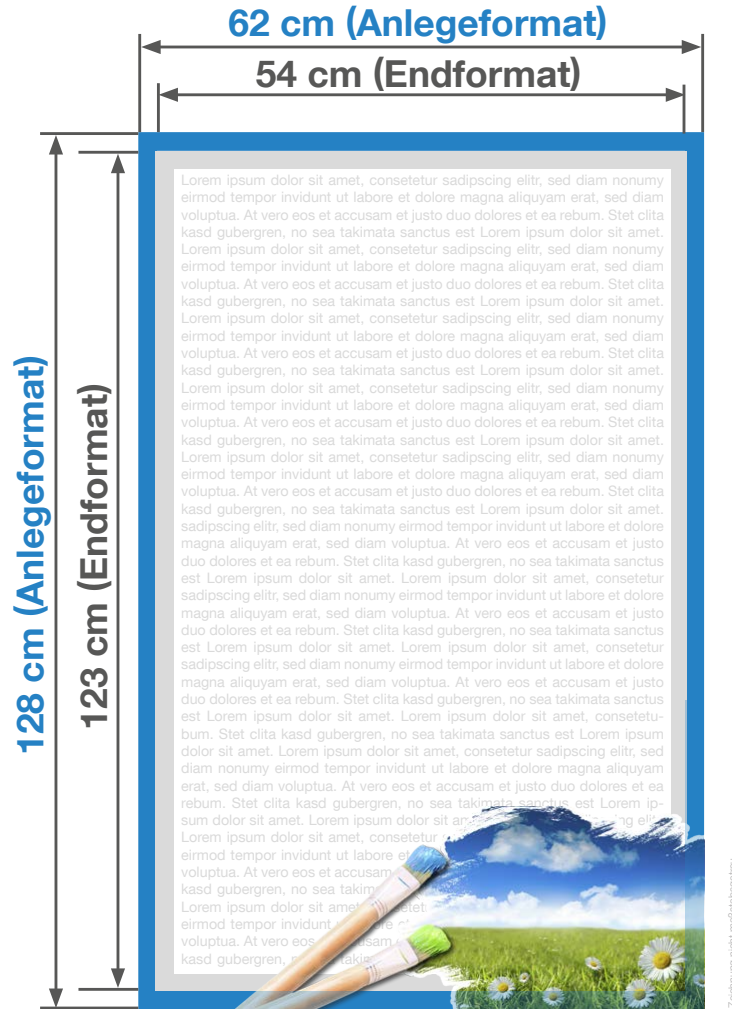 62 cm (Anlegeformat)
54 cm (Endformat)
128 cm (Anlegeformat)
123 cm (Endformat)
Lorem ipsum dolor sit amet, consetetur sadipscing elitr, sed diam nonumy
eirmod tempor invidunt ut labore et dolore magna aliquyam erat, sed diam
voluptua. At vero eos et accusam et justo duo dolores et ea rebum. Stet clita
kasd gubergren, no sea takimata sanctus est Lorem ipsum dolor sit amet.
Lorem ipsum dolor sit amet, consetetur sadipscing elitr, sed diam nonumy
eirmod tempor invidunt ut labore et dolore magna aliquyam erat, sed diam
voluptua. At vero eos et accusam et justo duo dolores et ea rebum. Stet clita
kasd gubergren, no sea takimata sanctus est Lorem ipsum dolor sit amet.
Lorem ipsum dolor sit amet, consetetur sadipscing elitr, sed diam nonumy
eirmod tempor invidunt ut labore et dolore magna aliquyam erat, sed diam
voluptua. At vero eos et accusam et justo duo dolores et ea rebum. Stet clita
kasd gubergren, no sea takimata sanctus est Lorem ipsum dolor sit amet.
Lorem ipsum dolor sit amet, consetetur sadipscing elitr, sed diam nonumy
eirmod tempor invidunt ut labore et dolore magna aliquyam erat, sed diam
voluptua. At vero eos et accusam et justo duo dolores et ea rebum. Stet clita
kasd gubergren, no sea takimata sanctus est Lorem ipsum dolor sit amet.
Lorem ipsum dolor sit amet, consetetur sadipscing elitr, sed diam nonumy
eirmod tempor invidunt ut labore et dolore magna aliquyam erat, sed diam
voluptua. At vero eos et accusam et justo duo dolores et ea rebum. Stet clita
kasd gubergren, no sea takimata sanctus est Lorem ipsum dolor sit amet.
sadipscing elitr, sed diam nonumy eirmod tempor invidunt ut labore et dolore
magna aliquyam erat, sed diam voluptua. At vero eos et accusam et justo
duo dolores et ea rebum. Stet clita kasd gubergren, no sea takimata sanctus
est Lorem ipsum dolor sit amet. Lorem ipsum dolor sit amet, consetetur
sadipscing elitr, sed diam nonumy eirmod tempor invidunt ut labore et dolore
magna aliquyam erat, sed diam voluptua. At vero eos et accusam et justo
duo dolores et ea rebum. Stet clita kasd gubergren, no sea takimata sanctus
est Lorem ipsum dolor sit amet. Lorem ipsum dolor sit amet, consetetur
sadipscing elitr, sed diam nonumy eirmod tempor invidunt ut labore et dolore
magna aliquyam erat, sed diam voluptua. At vero eos et accusam et justo
duo dolores et ea rebum. Stet clita kasd gubergren, no sea takimata sanctus
est Lorem ipsum dolor sit amet. Lorem ipsum dolor sit amet, consetetu-
bum. Stet clita kasd gubergren, no sea takimata sanctus est Lorem ipsum
dolor sit amet. Lorem ipsum dolor sit amet, consetetur sadipscing elitr, sed
diam nonumy eirmod tempor invidunt ut labore et dolore magna aliquyam
erat, sed diam voluptua. At vero eos et accusam et justo duo dolores et ea
rebum. Stet clita kasd gubergren, no sea takimata sanctus est Lorem ip-
sum dolor sit amet. Lorem ipsum dolor sit
Lorem ipsum dolor sit amet, consetetur
eirmod tempor invidunt ut labore et
voluptua. At vero eos et accusam
kasd gubergren, no sea
Lorem ipsum dolor sit amet
eirmod tempor invidunt
voluptua. At vero eos
kasd gubergren,